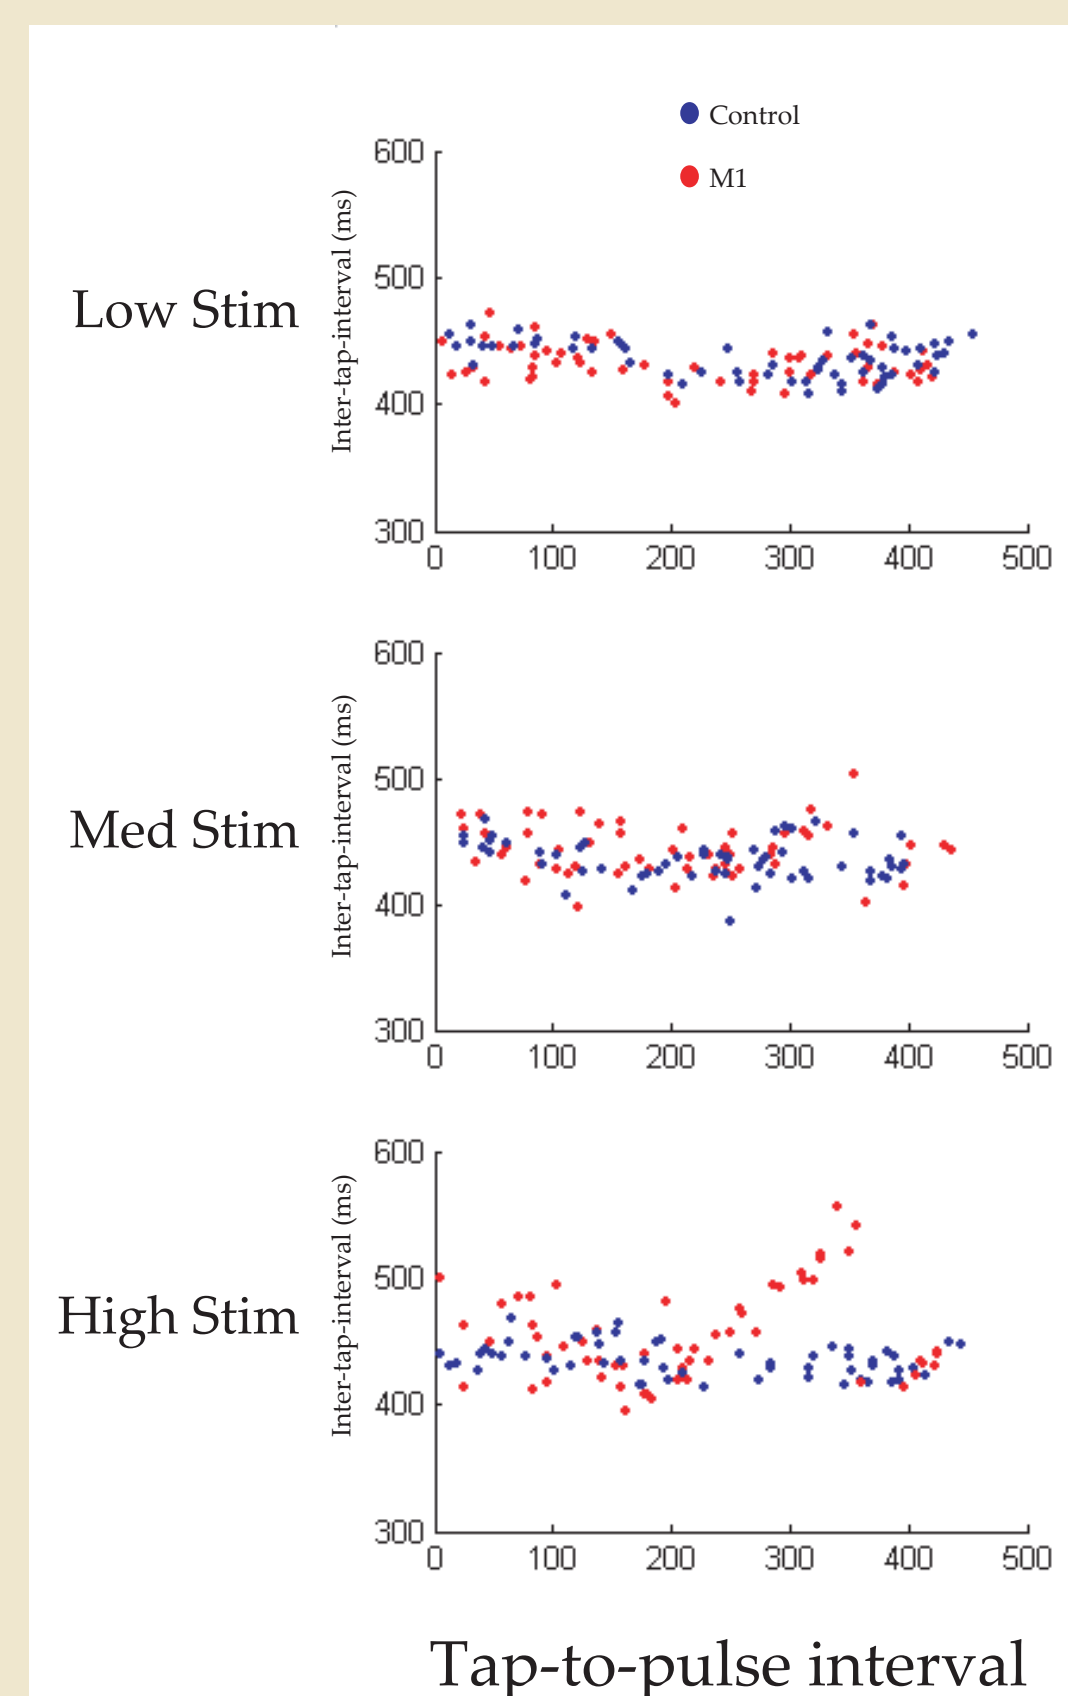 Control
M1
Low Stim
Inter-tap-interval (ms)
600
500
400
300
0 100 200 300 400 500
Med Stim
Inter-tap-interval (ms)
600
500
400
300
0 100 200 300 400 500
High Stim
Inter-tap-interval (ms)
600
500
400
300
0 100 200 300 400 500
Tap-to-pulse interval